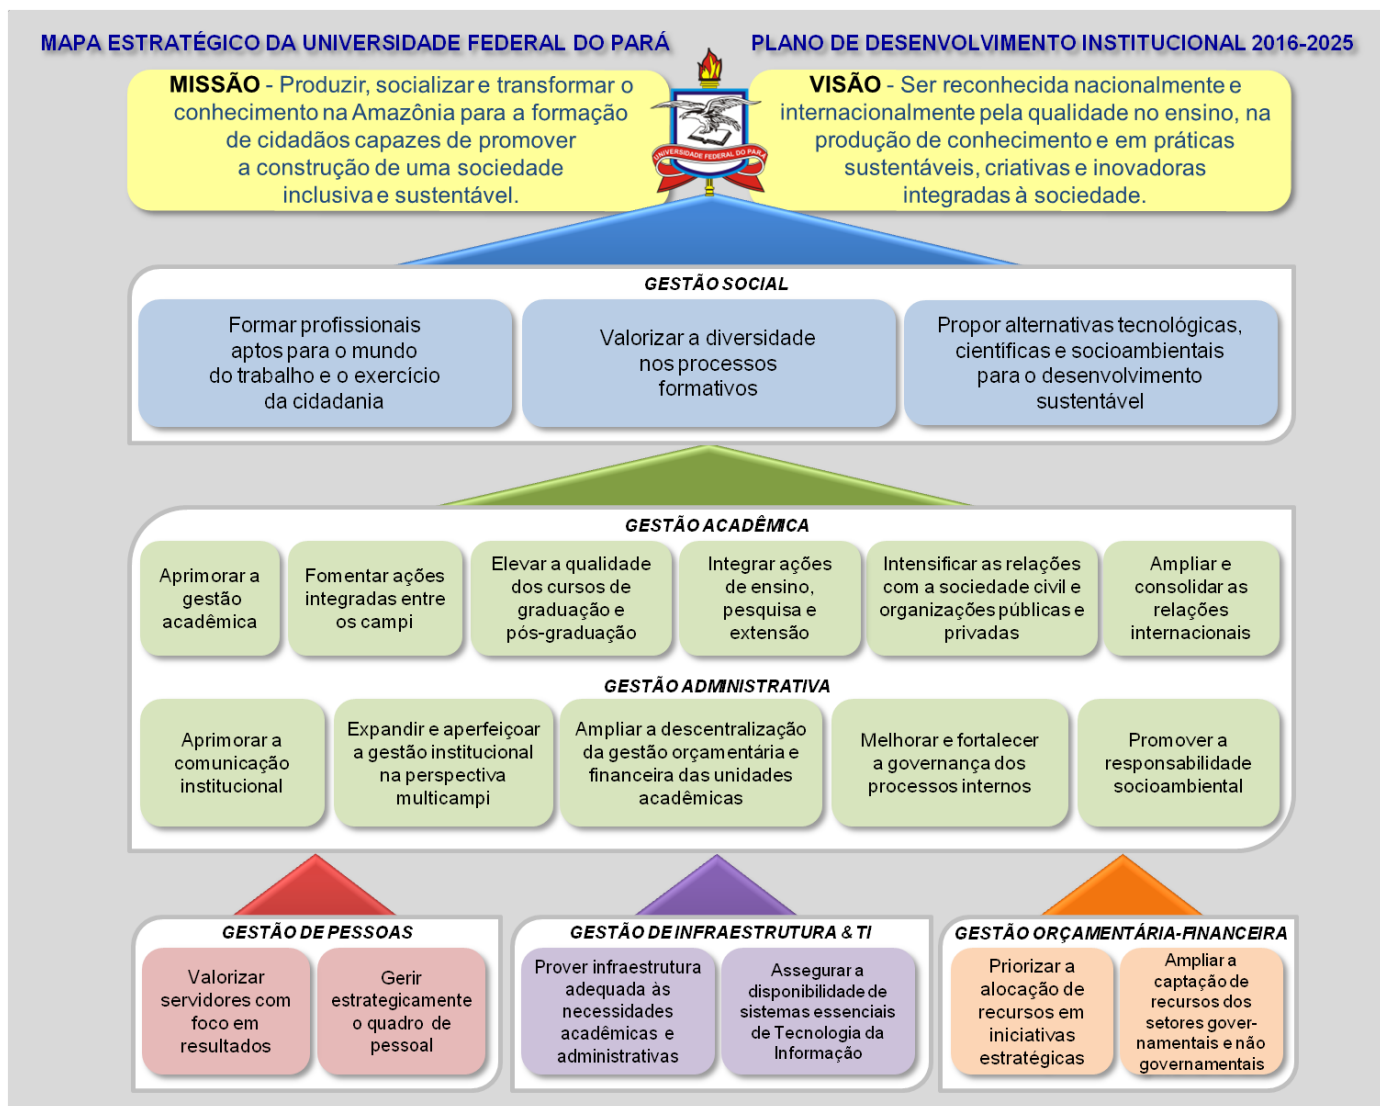 MAPA ESTRATÉGICO DA UNIVERSIDADE FEDERAL DO PARÁ
PLANO DE DESENVOLVIMENTO INSTITUCIONAL 2016-2025
MISSÃO - Produzir, socializar e transformar o
conhecimento na Amazônia para a formação
de cidadãos capazes de promover
a construção de uma sociedade
inclusiva e sustentável.
UNIVERSIDADE FEDERAL DO PARÁ
VISÃO - Ser reconhecida nacionalmente e
internacionalmente pela qualidade no ensino, na
produção de conhecimento e em práticas
sustentáveis, criativas e inovadoras
integradas à sociedade.
GESTÃO SOCIAL
Formar profissionais
aptos para o mundo
do trabalho e o exercício
da cidadania
Valorizar a diversidade
nos processos
formativos
Propor alternativas tecnológicas,
científicas e socioambientais
para o desenvolvimento
sustentável
GESTÃO ACADÊMICA
Aprimorar a
gestão
acadêmica
Fomentar ações
integradas entre
os campi
Elevar a qualidade
dos cursos de
graduação e
pós-graduação
Integrar ações
de ensino,
pesquisa e
extensão
Intensificar as relações
com a sociedade civil e
organizações públicas e
privadas
Ampliar e
consolidar as
relações
internacionais
GESTÃO ADMINISTRATIVA
Aprimorar a
comunicação
institucional
Expandir e aperfeiçoar
a gestão institucional
na perspectiva
multicampi
Ampliar a descentralização
da gestão orçamentária e
financeira das unidades
acadêmicas
Melhorar e fortalecer
a governança dos
processos internos
Promover a
responsabilidade
socioambiental
GESTÃO DE PESSOAS
Valorizar
servidores com
foco em
resultados
Gerir
estrategicamente
o quadro de
pessoal
GESTÃO DE INFRAESTRUTURA & TI
Prover infraestrutura
adequada às
necessidades
acadêmicas e
administrativas
Assegurar a
disponibilidade de
sistemas essenciais
de Tecnologia da
Informação
GESTÃO ORÇAMENTÁRIA-FINANCEIRA
Priorizar a
alocação de
recursos em
iniciativas
estratégicas
Ampliar a
captação de
recursos dos
setores gover-
namentais e não
governamentais